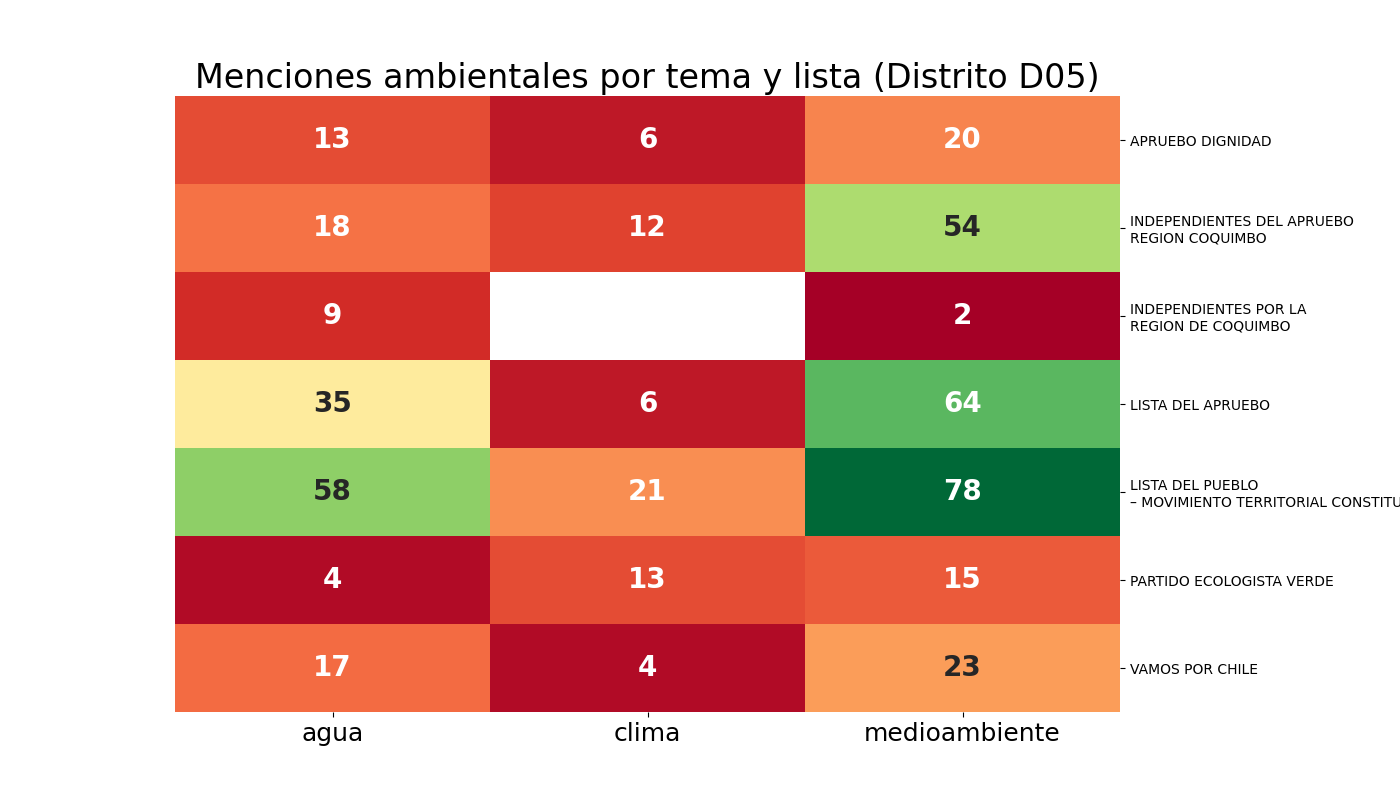 Menciones ambientales por tema y lista (Distrito D05)
13 6 20 APRUEBO DIGNIDAD
18 12 54 INDEPENDIENTES DEL APRUEBO
REGION COQUIMBO
9 2 INDEPENDIENTES POR LA
REGION DE COQUIMBO
35 6 64 LISTA DEL APRUEBO
58 21 78 LISTA DEL PUEBLO
– MOVIMIENTO TERRITORIAL CONSTITU
4 13 15 PARTIDO ECOLOGISTA VERDE
17 4 23 VAMOS POR CHILE
agua clima medioambiente